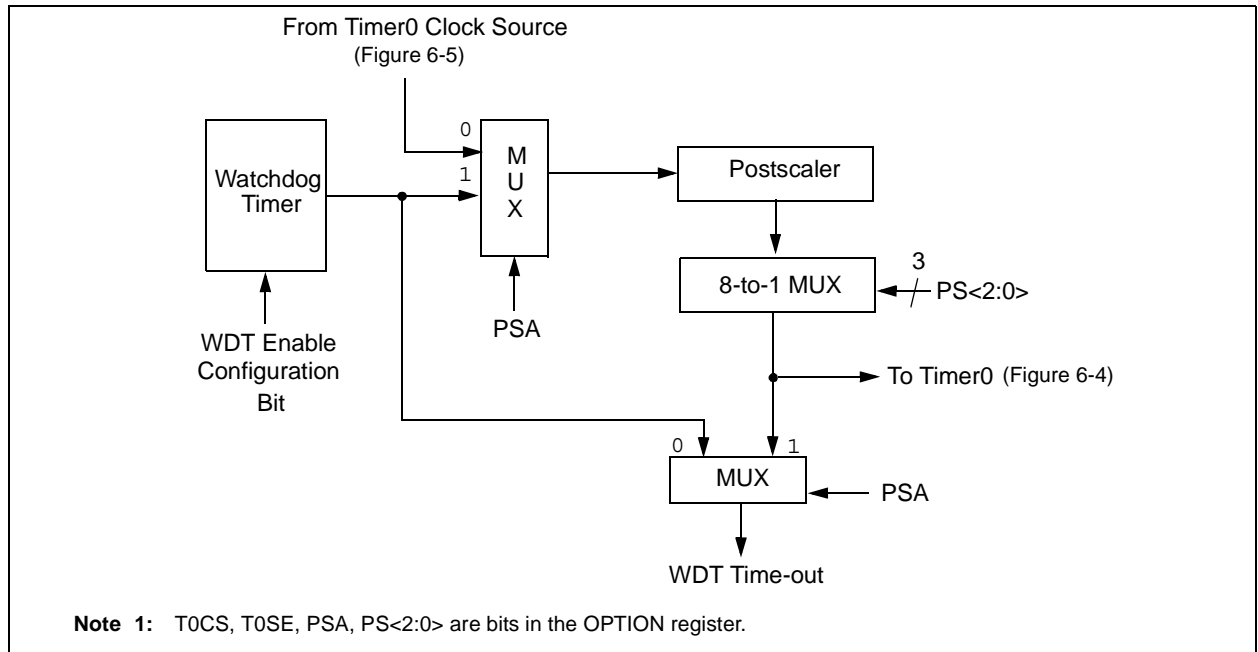 From Timer0 Clock Source
(Figure 6-5)
0
1
M
U
X
Watchdog
Timer
Postscaler
3
8-to-1 MUX
PS<2:0>
PSA
WDT Enable
Configuration
Bit
To Timer0 (Figure 6-4)
0
1
MUX
PSA
WDT Time-out
Note 1: T0CS, T0SE, PSA, PS<2:0> are bits in the OPTION register.